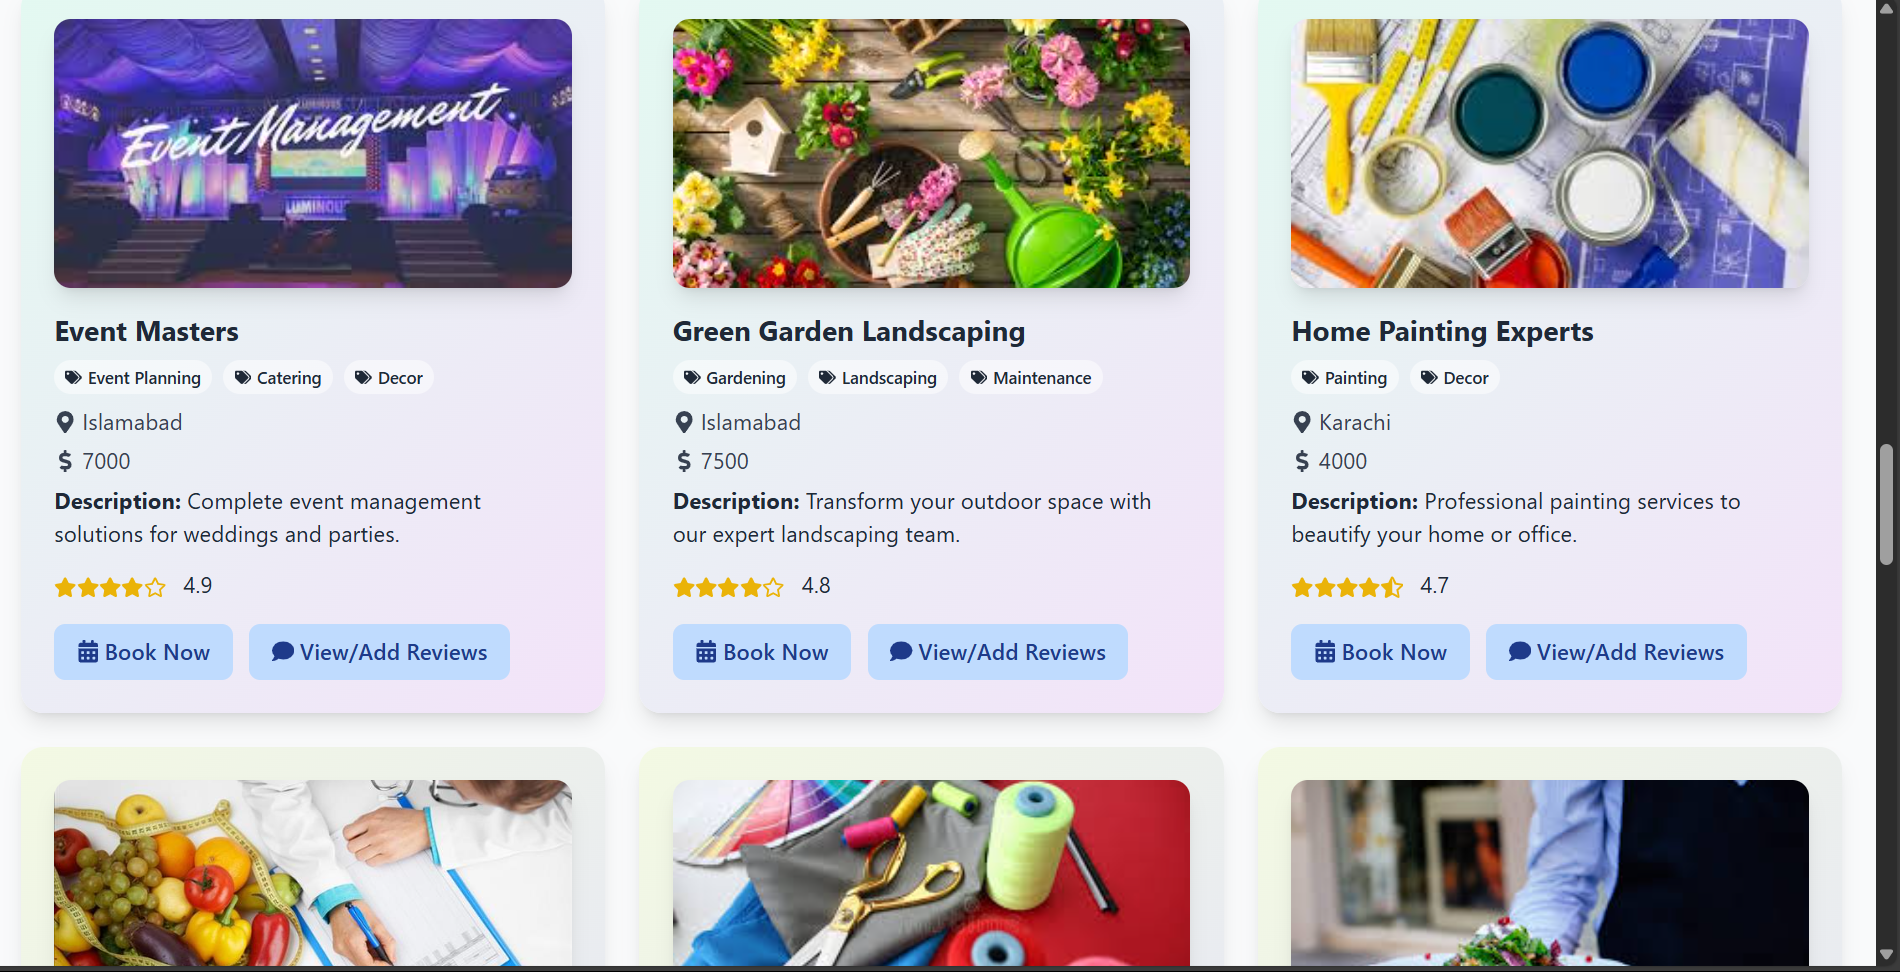 Event Management
LUMINOUS
LUMINOUS
Event Masters
Event Planning Catering Decor
Islamabad
$ 7000
Description: Complete event management
solutions for weddings and parties.
4.9
Book Now View/Add Reviews
Green Garden Landscaping
Gardening Landscaping Maintenance
Islamabad
$ 7500
Description: Transform your outdoor space with
our expert landscaping team.
4.8
Book Now View/Add Reviews
Home Painting Experts
Painting Decor
Karachi
$ 4000
Description: Professional painting services to
beautify your home or office.
4.7
Book Now View/Add Reviews